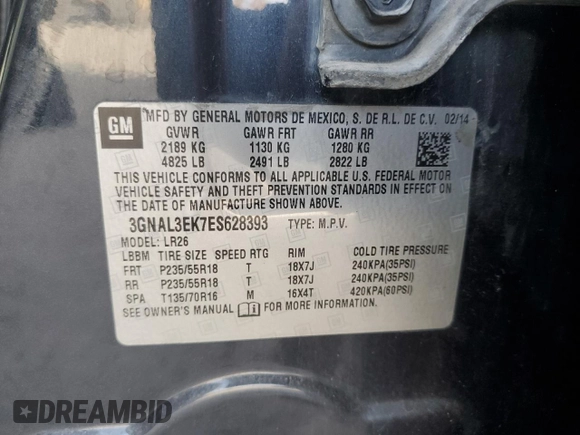 GM
MFD BY GENERAL MOTORS DE MEXICO, S. DE R.L. DE C.V. 02/14
GVWR GAWR FRT GAWR RR
2189 KG 1130 KG 1280 KG
4825 LB 2491 LB 2822 LB
THIS VEHICLE CONFORMS TO ALL APPLICABLE U.S. FEDERAL MOTOR
VEHICLE SAFETY AND THEFT PREVENTION STANDARDS IN EFFECT ON
THE DATE OF MANUFACTURE SHOWN ABOVE.
3GNAL3EK7ES628393 TYPE: M.P.V.
MODEL: LR26
LBBM TIRE SIZE SPEED RTG RIM COLD TIRE PRESSURE
FRT P235/55R18 T 18X7J 240KPA(35PSI)
RR P235/55R18 T 18X7J 240KPA(35PSI)
SPA T135/70R16 M 16X4T 420KPA(60PSI)
SEE OWNER'S MANUAL FOR MORE INFORMATION.
DREAMBID